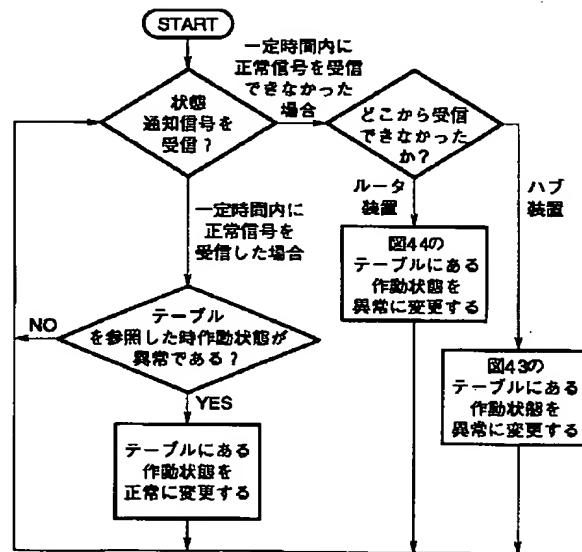 START
一定時間内に
正常信号を受信
できなかった
場合
状態
通知信号を
受信?
どこから受信
できなかった
か?
ルータ
装置
ハブ
装置
一定時間内に
正常信号を
受信した場合
図44の
テーブルにある
作動状態を
異常に変更する
NO
テーブル
を参照した時作動状態が
異常である?
図43の
テーブルにある
作動状態を
異常に変更する
YES
テーブルにある
作動状態を
正常に変更する